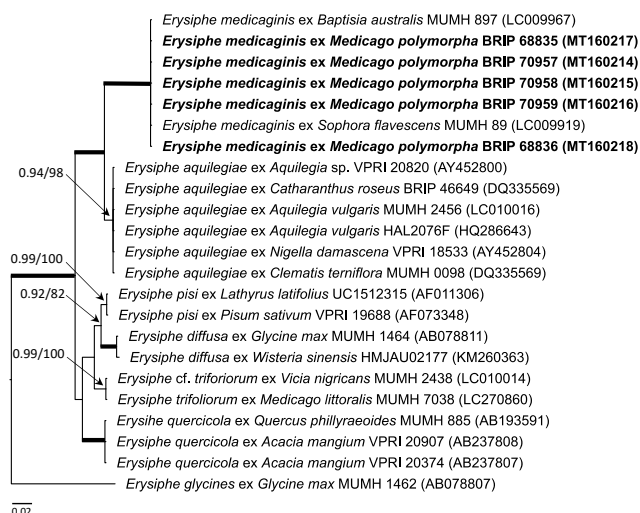 Erysiphe medicaginis ex Baptisia australis MUMH 897 (LC009967)
Erysiphe medicaginis ex Medicago polymorpha BRIP 68835 (MT160217)
Erysiphe medicaginis ex Medicago polymorpha BRIP 70957 (MT160214)
Erysiphe medicaginis ex Medicago polymorpha BRIP 70958 (MT160215)
Erysiphe medicaginis ex Medicago polymorpha BRIP 70959 (MT160216)
Erysiphe medicaginis ex Sophora flavescens MUMH 89 (LC009919)
Erysiphe medicaginis ex Medicago polymorpha BRIP 68836 (MT160218)
0.94/98
Erysiphe aquilegiae ex Aquilegia sp. VPRI 20820 (AY452800)
Erysiphe aquilegiae ex Catharanthus roseus BRIP 46649 (DQ335569)
Erysiphe aquilegiae ex Aquilegia vulgaris MUMH 2456 (LC010016)
Erysiphe aquilegiae ex Aquilegia vulgaris HAL2076F (HQ286643)
Erysiphe aquilegiae ex Nigella damascena VPRI 18533 (AY452804)
Erysiphe aquilegiae ex Clematis terniflora MUMH 0098 (DQ335569)
0.99/100
Erysiphe pisi ex Lathyrus latifolius UC1512315 (AF011306)
0.92/82
Erysiphe pisi ex Pisum sativum VPRI 19688 (AF073348)
Erysiphe diffusa ex Glycine max MUMH 1464 (AB078811)
Erysiphe diffusa ex Wisteria sinensis HMJAU02177 (KM260363)
0.99/100
Erysiphe cf. triforiorum ex Vicia nigricans MUMH 2438 (LC010014)
Erysiphe trifoliorum ex Medicago littoralis MUMH 7038 (LC270860)
Erysihe quercicola ex Quercus phillyraeoides MUMH 885 (AB193591)
Erysiphe quercicola ex Acacia mangium VPRI 20907 (AB237808)
Erysiphe quercicola ex Acacia mangium VPRI 20374 (AB237807)
Erysiphe glycines ex Glycine max MUMH 1462 (AB078807)
0.02